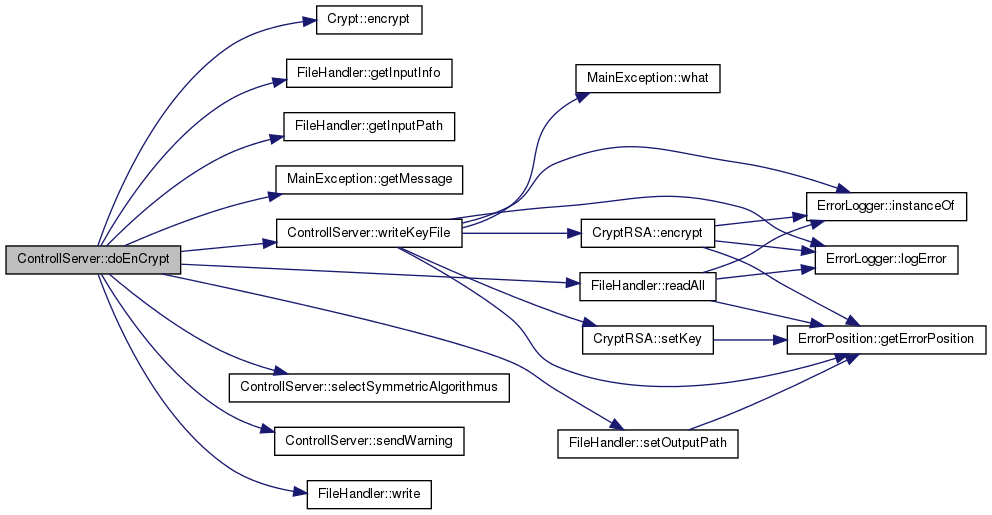 Crypt::encrypt
FileHandler::getInputInfo
MainException::what
FileHandler::getInputPath
MainException::getMessage
ErrorLogger::instanceOf
ControllServer::writeKeyFile
CryptRSA::encrypt
ControllServer::doEnCrypt
ErrorLogger::logError
FileHandler::readAll
CryptRSA::setKey
ErrorPosition::getErrorPosition
ControllServer::selectSymmetricAlgorithmus
ControllServer::sendWarning
FileHandler::setOutputPath
FileHandler::write